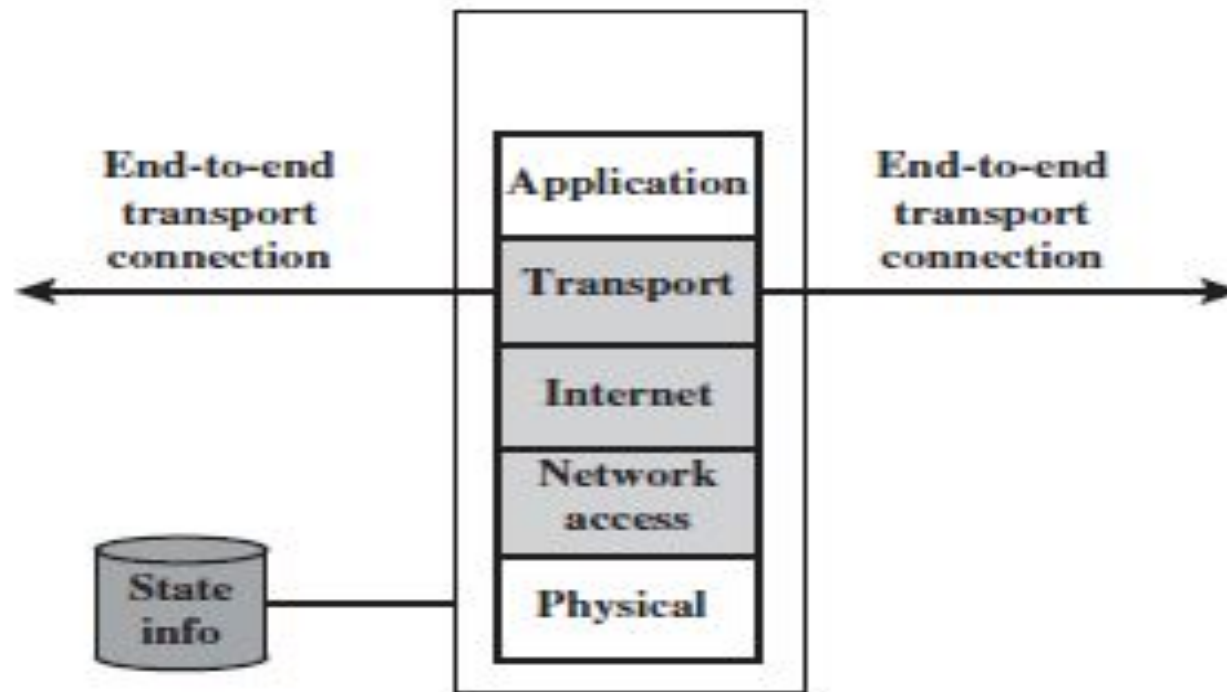 End-to-end
transport
connection
Application
Transport
Internet
Network
access
Physical
End-to-end
transport
connection
State
info